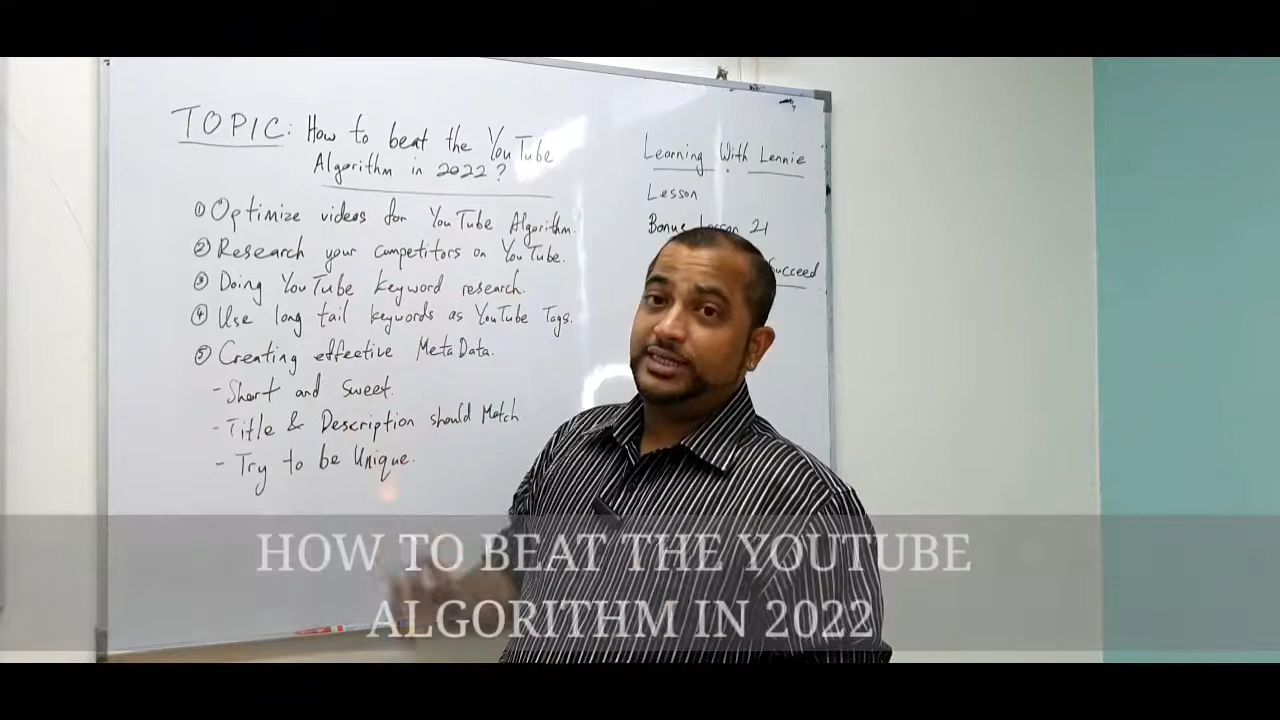 TOPIC: How to beat the YouTube
Algorithm in 2022?
① Optimize videos for YouTube Algorithm.
② Research your competitors on YouTube.
③ Doing YouTube keyword research.
④ Use long tail keywords as YouTube Tags.
⑤ Creating effective MetaData.
- Short and Sweet.
- Title & Description should Match.
- Try to be Unique.
Learning With Lennie
Lesson
Bonus Lesson 21
Succeed
HOW TO BEAT THE YOUTUBE
ALGORITHM IN 2022